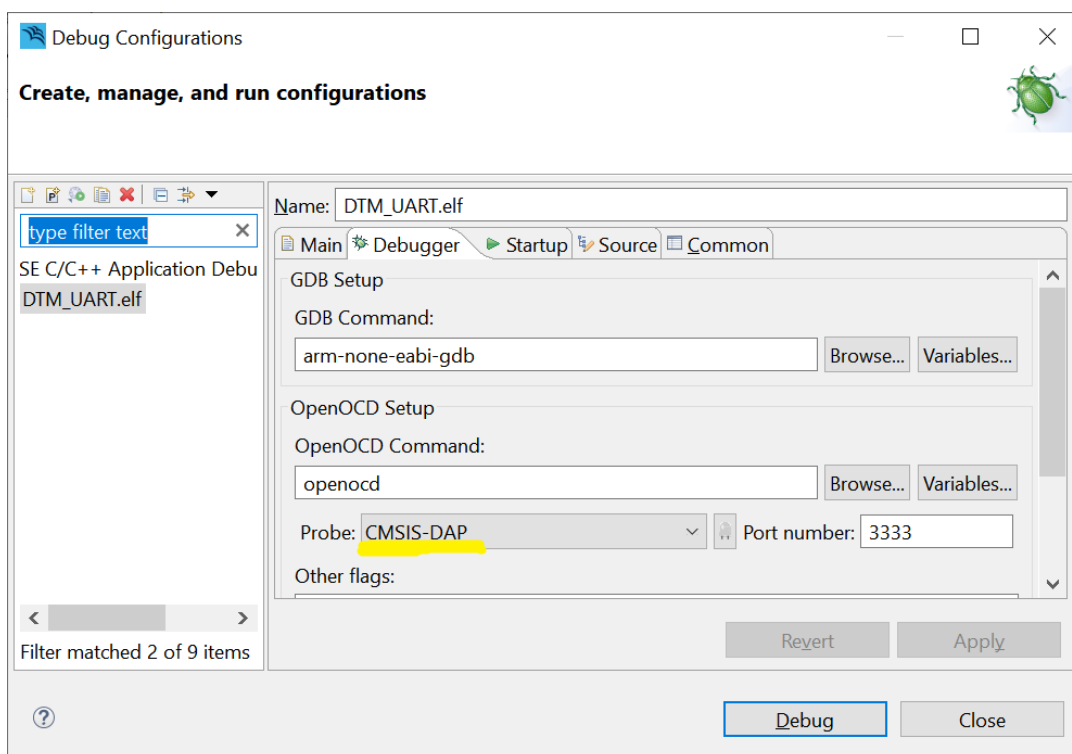 Debug Configurations
Create, manage, and run configurations
type filter text
SE C/C++ Application Debu
DTM_UART.elf
Filter matched 2 of 9 items
Name: DTM_UART.elf
Main Debugger Startup Source Common
GDB Setup
GDB Command:
arm-none-eabi-gdb Browse... Variables...
OpenOCD Setup
OpenOCD Command:
openocd Browse... Variables...
Probe: CMSIS-DAP Port number: 3333
Other flags:
Revert Apply
Debug Close